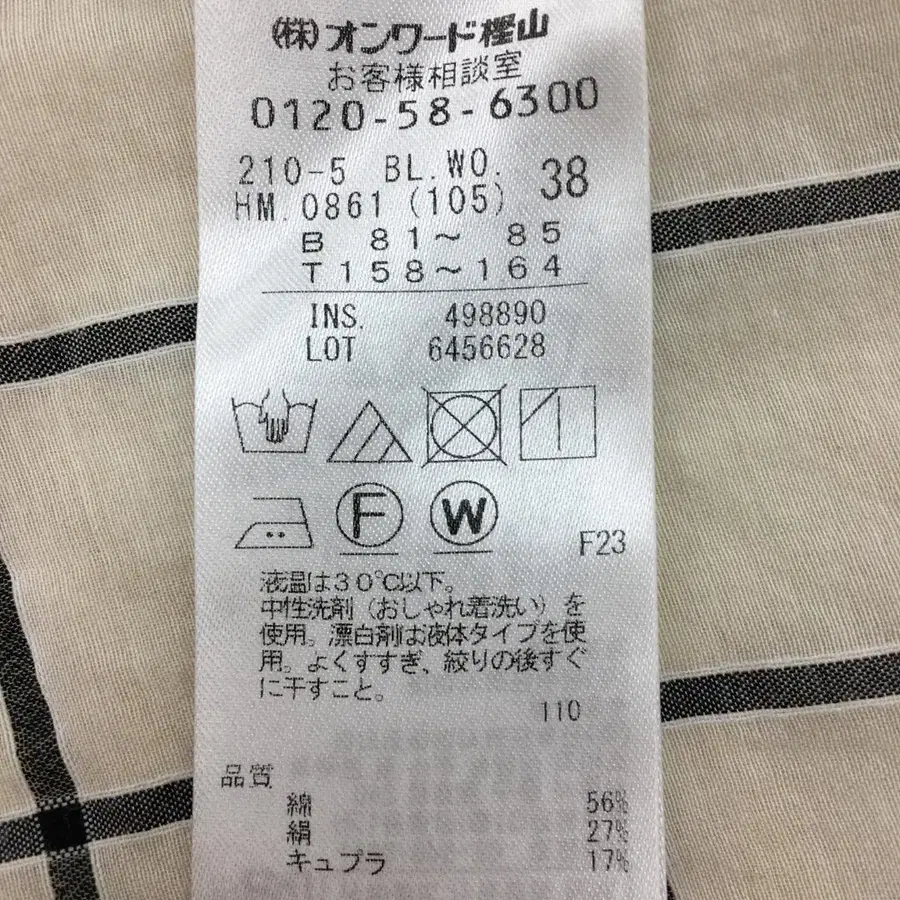 (株)オンワード樫山
お客様相談室
0120-58-6300
210-5 BL.WO. 38
HM.0861 (105)
B 81～ 85
T158～164
INS. 498890
LOT 6456628
F W
F23
液温は30℃以下。
中性洗剤（おしゃれ着洗い）を
使用。漂白剤は液体タイプを使
用。よくすすぎ、絞りの後すぐ
に干すこと。
110
品質
綿 56%
絹 27%
キュプラ 17%